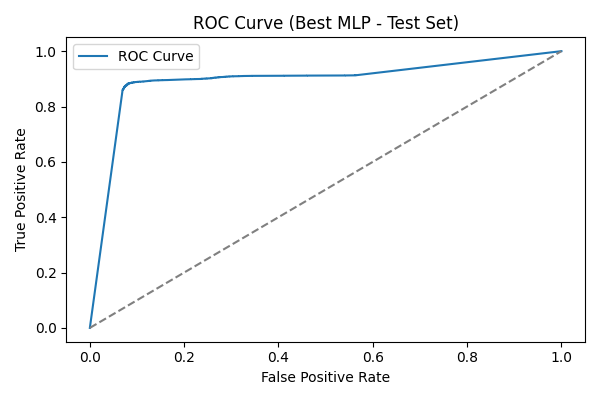 ROC Curve (Best MLP - Test Set)
ROC Curve
True Positive Rate
1.0
0.8
0.6
0.4
0.2
0.0
0.0 0.2 0.4 0.6 0.8 1.0
False Positive Rate